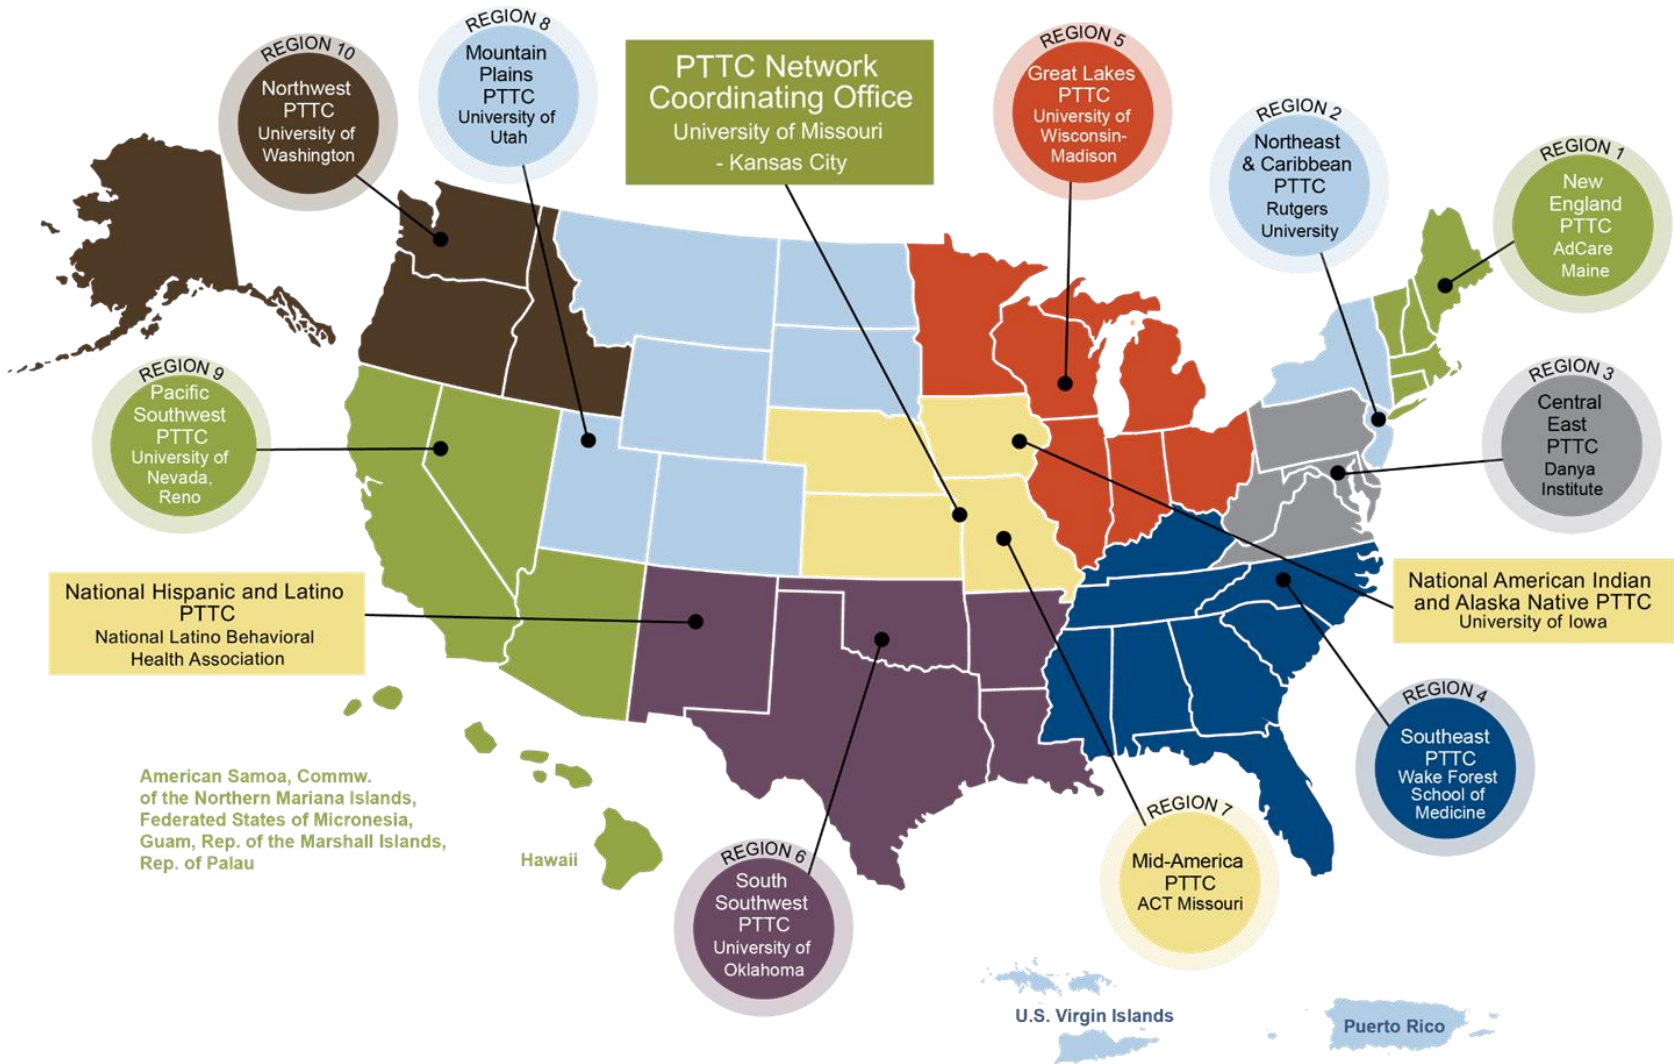 REGION 10
Northwest
PTTC
University of
Washington
REGION 8
Mountain
Plains
PTTC
University of
Utah
PTTC Network
Coordinating Office
University of Missouri
- Kansas City
REGION 5
Great Lakes
PTTC
University of
Wisconsin-
Madison
REGION 2
Northeast
& Caribbean
PTTC
Rutgers
University
REGION 1
New
England
PTTC
AdCare
Maine
REGION 9
Pacific
Southwest
PTTC
University of
Nevada,
Reno
REGION 3
Central
East
PTTC
Danya
Institute
National Hispanic and Latino
PTTC
National Latino Behavioral
Health Association
National American Indian
and Alaska Native PTTC
University of Iowa
REGION 4
Southeast
PTTC
Wake Forest
School of
Medicine
American Samoa, Commw.
of the Northern Mariana Islands,
Federated States of Micronesia,
Guam, Rep. of the Marshall Islands,
Rep. of Palau
Hawaii
REGION 6
South
Southwest
PTTC
University of
Oklahoma
REGION 7
Mid-America
PTTC
ACT Missouri
U.S. Virgin Islands
Puerto Rico